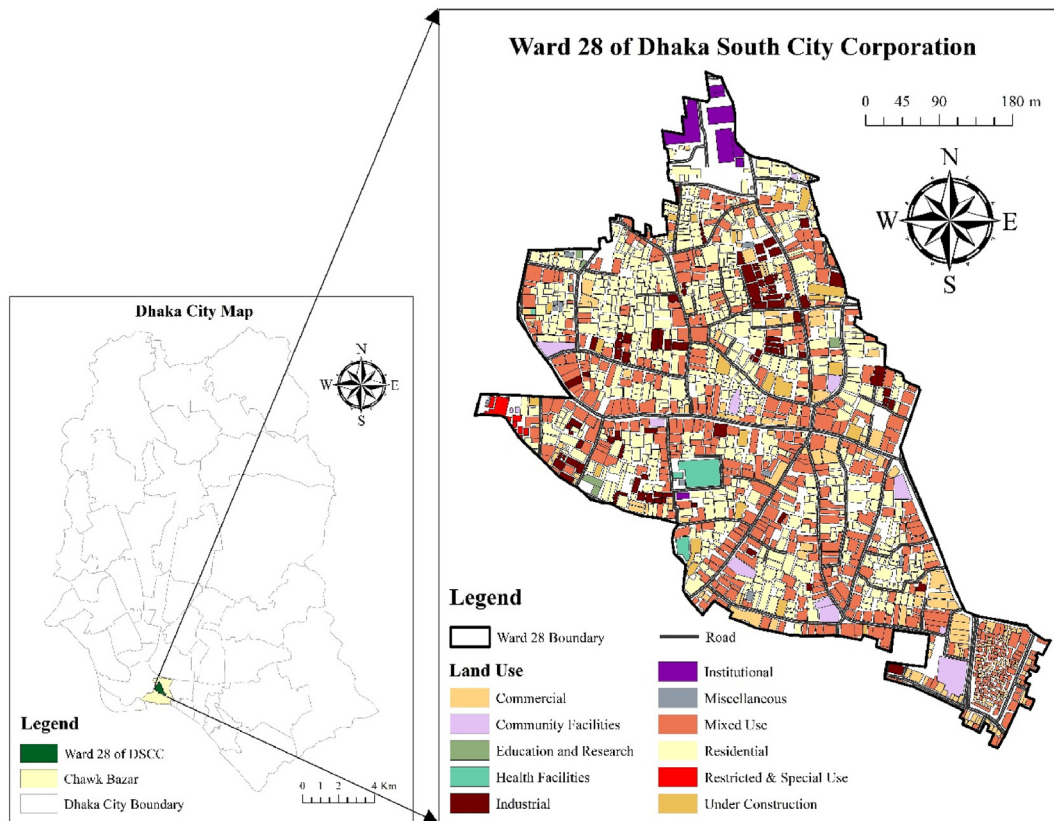 Ward 28 of Dhaka South City Corporation
0 45 90 180 m
N
W E
S
Dhaka City Map
N
W E
S
Legend
Ward 28 of DSCC
Chawk Bazar
Dhaka City Boundary
0 1 2 4 Km
Legend
Ward 28 Boundary
Road
Land Use
Commercial
Community Facilities
Education and Research
Health Facilities
Industrial
Institutional
Miscellaneous
Mixed Use
Residential
Restricted & Special Use
Under Construction